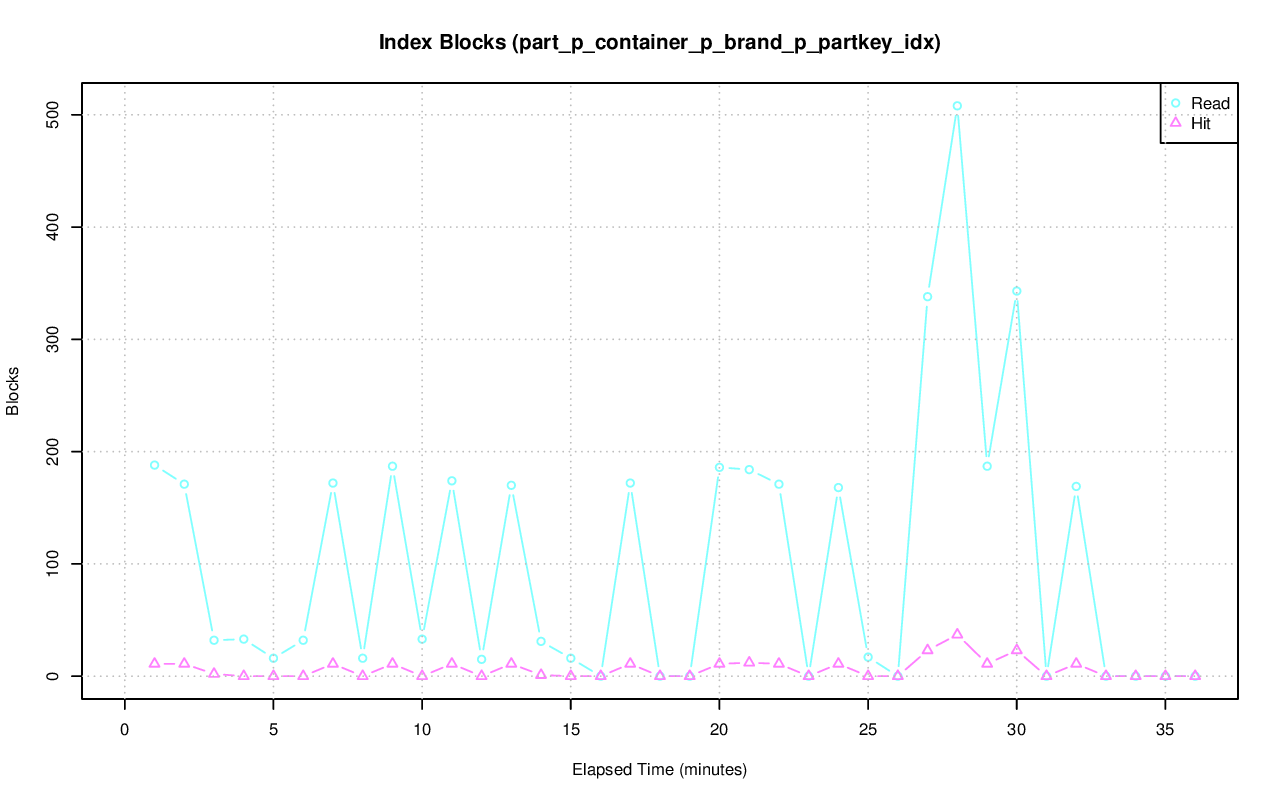 Index Blocks (part_p_container_p_brand_p_partkey_idx)
Read
Hit
500
400
300
200
100
0
Blocks
0 5 10 15 20 25 30 35
Elapsed Time (minutes)